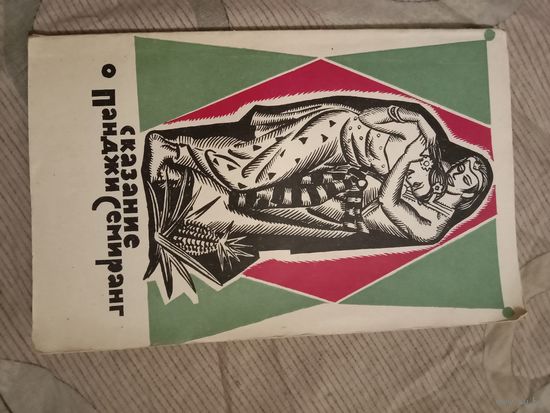 Сказание
о Панджи Семиранг